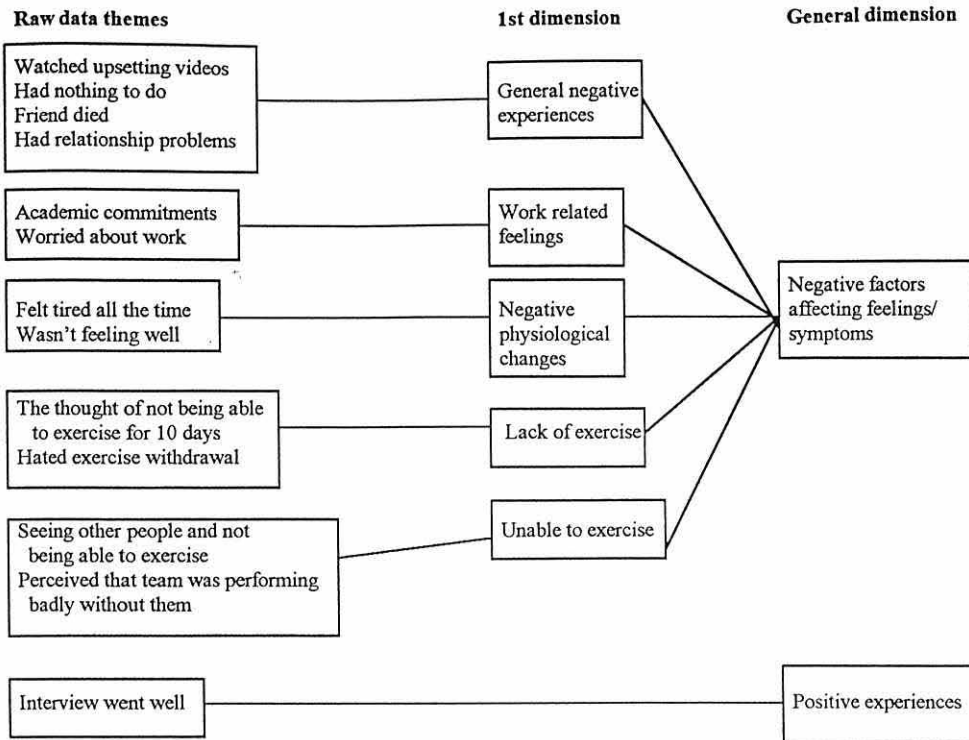 Raw data themes
1st dimension
General dimension
Watched upsetting videos
Had nothing to do
Friend died
Had relationship problems
General negative
experiences
Academic commitments
Worried about work
Work related
feelings
Felt tired all the time
Wasn't feeling well
Negative
physiological
changes
Negative factors
affecting feelings/
symptoms
The thought of not being able
to exercise for 10 days
Hated exercise withdrawal
Lack of exercise
Seeing other people and not
being able to exercise
Perceived that team was performing
badly without them
Unable to exercise
Interview went well
Positive experiences